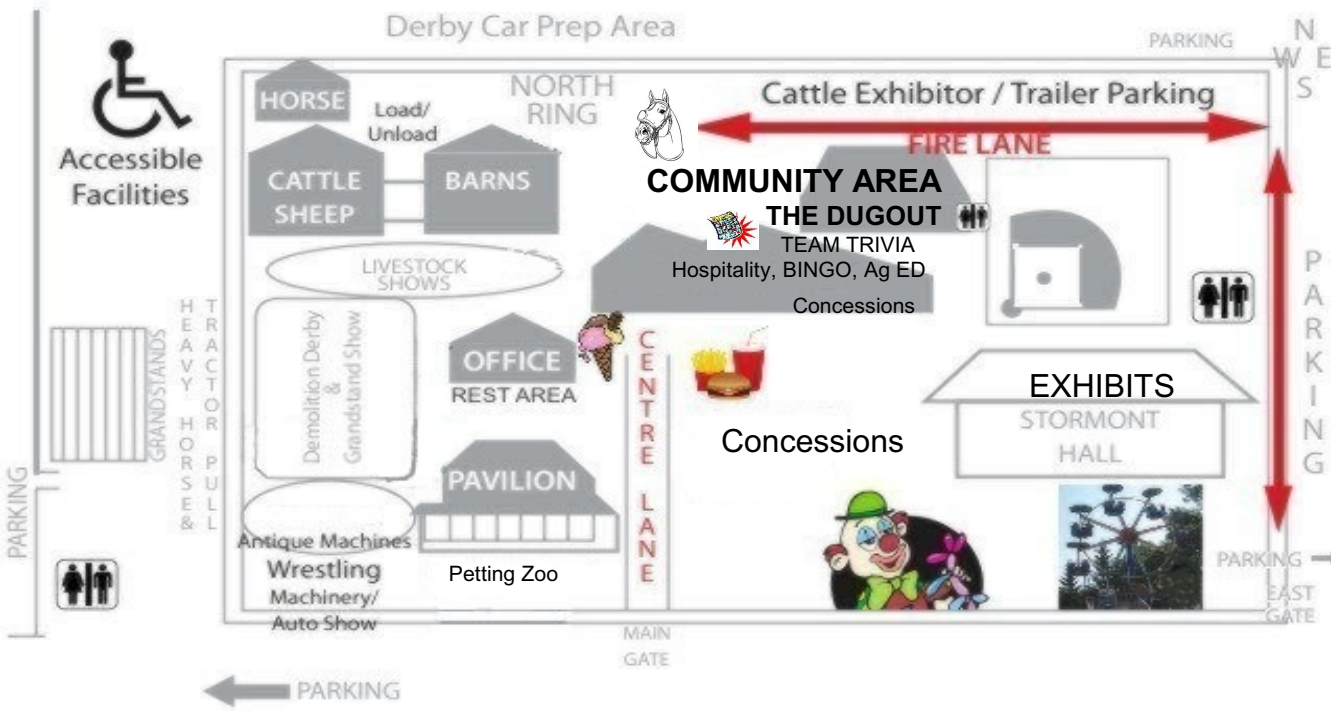 Derby Car Prep Area
PARKING
N
W E
S
HORSE
Load/
Unload
NORTH
RING
Cattle Exhibitor / Trailer Parking
FIRE LANE
Accessible
Facilities
CATTLE
SHEEP
BARNS
COMMUNITY AREA
THE DUGOUT
TEAM TRIVIA
Hospitality, BINGO, Ag ED
Concessions
LIVESTOCK
SHOWS
PARKING
GRANDSTANDS
HEAVY HORSE&
TRACTOR PULL
Demolition Derby
&
Grandstand Show
OFFICE
REST AREA
CENTRE LANE
Concessions
EXHIBITS
STORMONT
HALL
PARKING
PAVILION
Petting Zoo
Antique Machines
Wrestling
Machinery/
Auto Show
PARKING
EAST
GATE
MAIN
GATE
PARKING